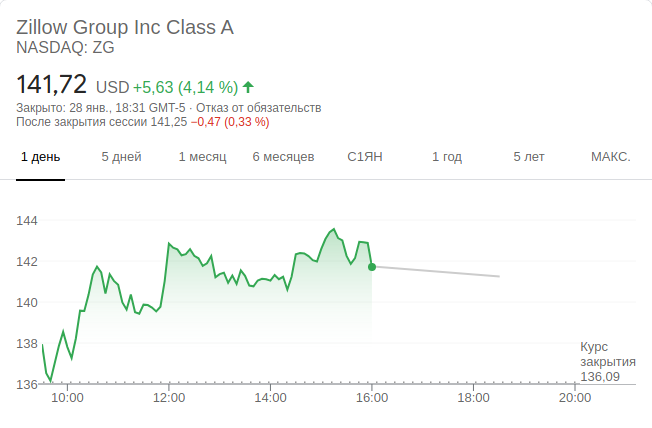 Zillow Group Inc Class A
NASDAQ: ZG
141,72 USD +5,63 (4,14 %)
Закрыто: 28 янв., 18:31 GMT-5 · Отказ от обязательств
После закрытия сессии 141,25 −0,47 (0,33 %)
1 день 5 дней 1 месяц 6 месяцев С1ЯН 1 год 5 лет МАКС.
144
142
140
138
136
Курс
закрытия
136,09
10:00 12:00 14:00 16:00 18:00 20:00